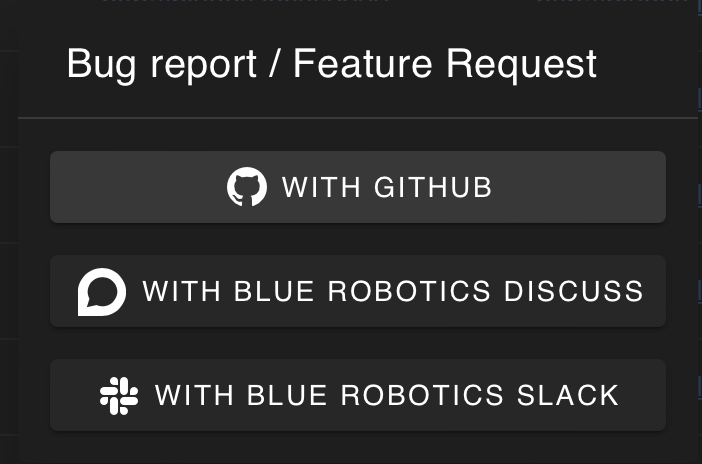 Bug report / Feature Request
WITH GITHUB
WITH BLUE ROBOTICS DISCUSS
WITH BLUE ROBOTICS SLACK